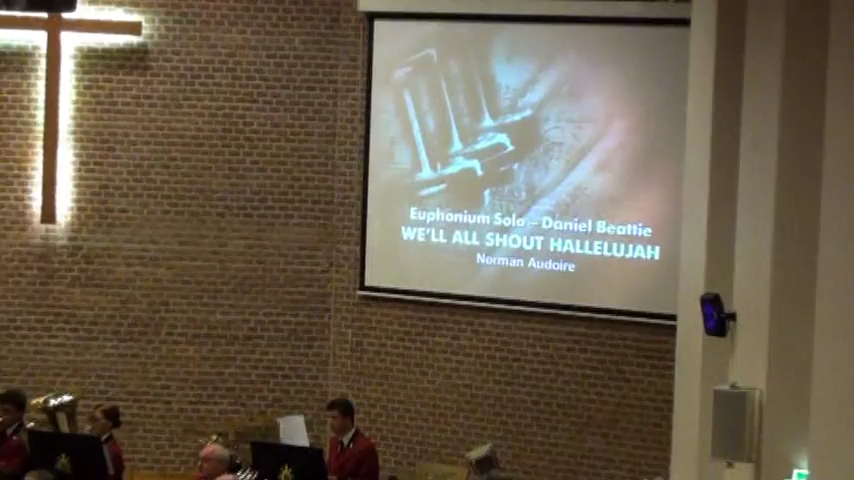 Euphonium Solo – Daniel Beattie
WE'LL ALL SHOUT HALLELUJAH
Norman Audoire